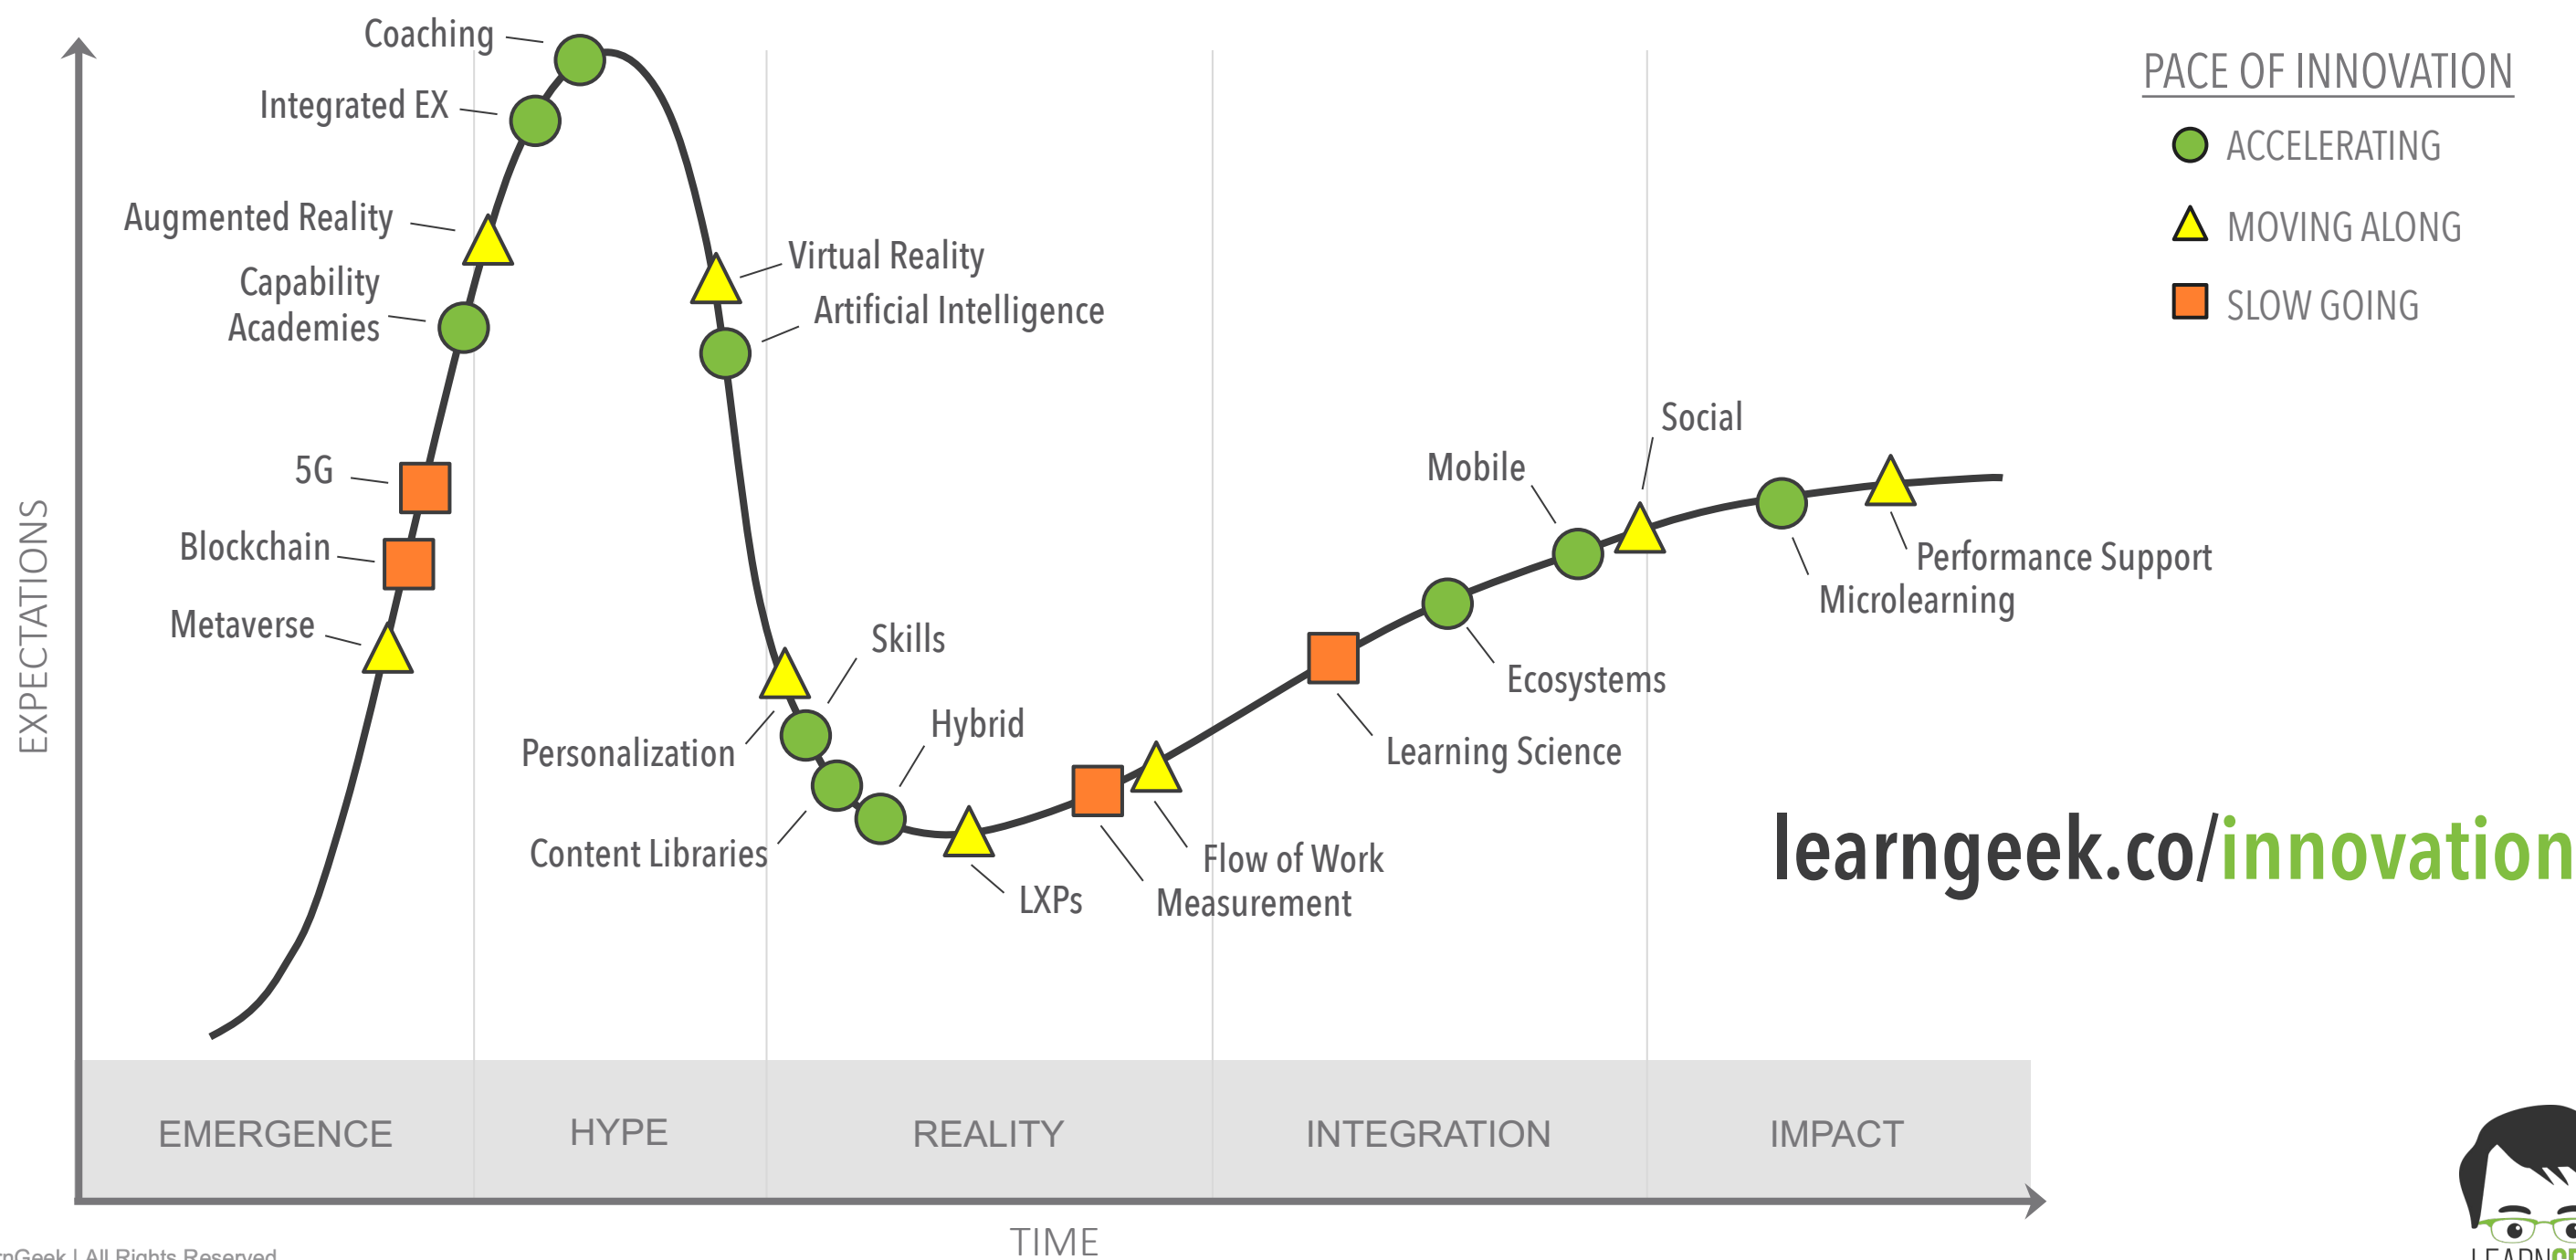 Coaching
Integrated EX
Augmented Reality
Capability
Academies
5G
Blockchain
Metaverse
Virtual Reality
Artificial Intelligence
Personalization
Skills
Content Libraries
Hybrid
LXPs
Measurement
Flow of Work
Learning Science
Ecosystems
Mobile
Social
Microlearning
Performance Support
PACE OF INNOVATION
ACCELERATING
MOVING ALONG
SLOW GOING
learngeek.co/innovation
EXPECTATIONS
EMERGENCE
HYPE
REALITY
INTEGRATION
IMPACT
TIME
| All Rights Reserved